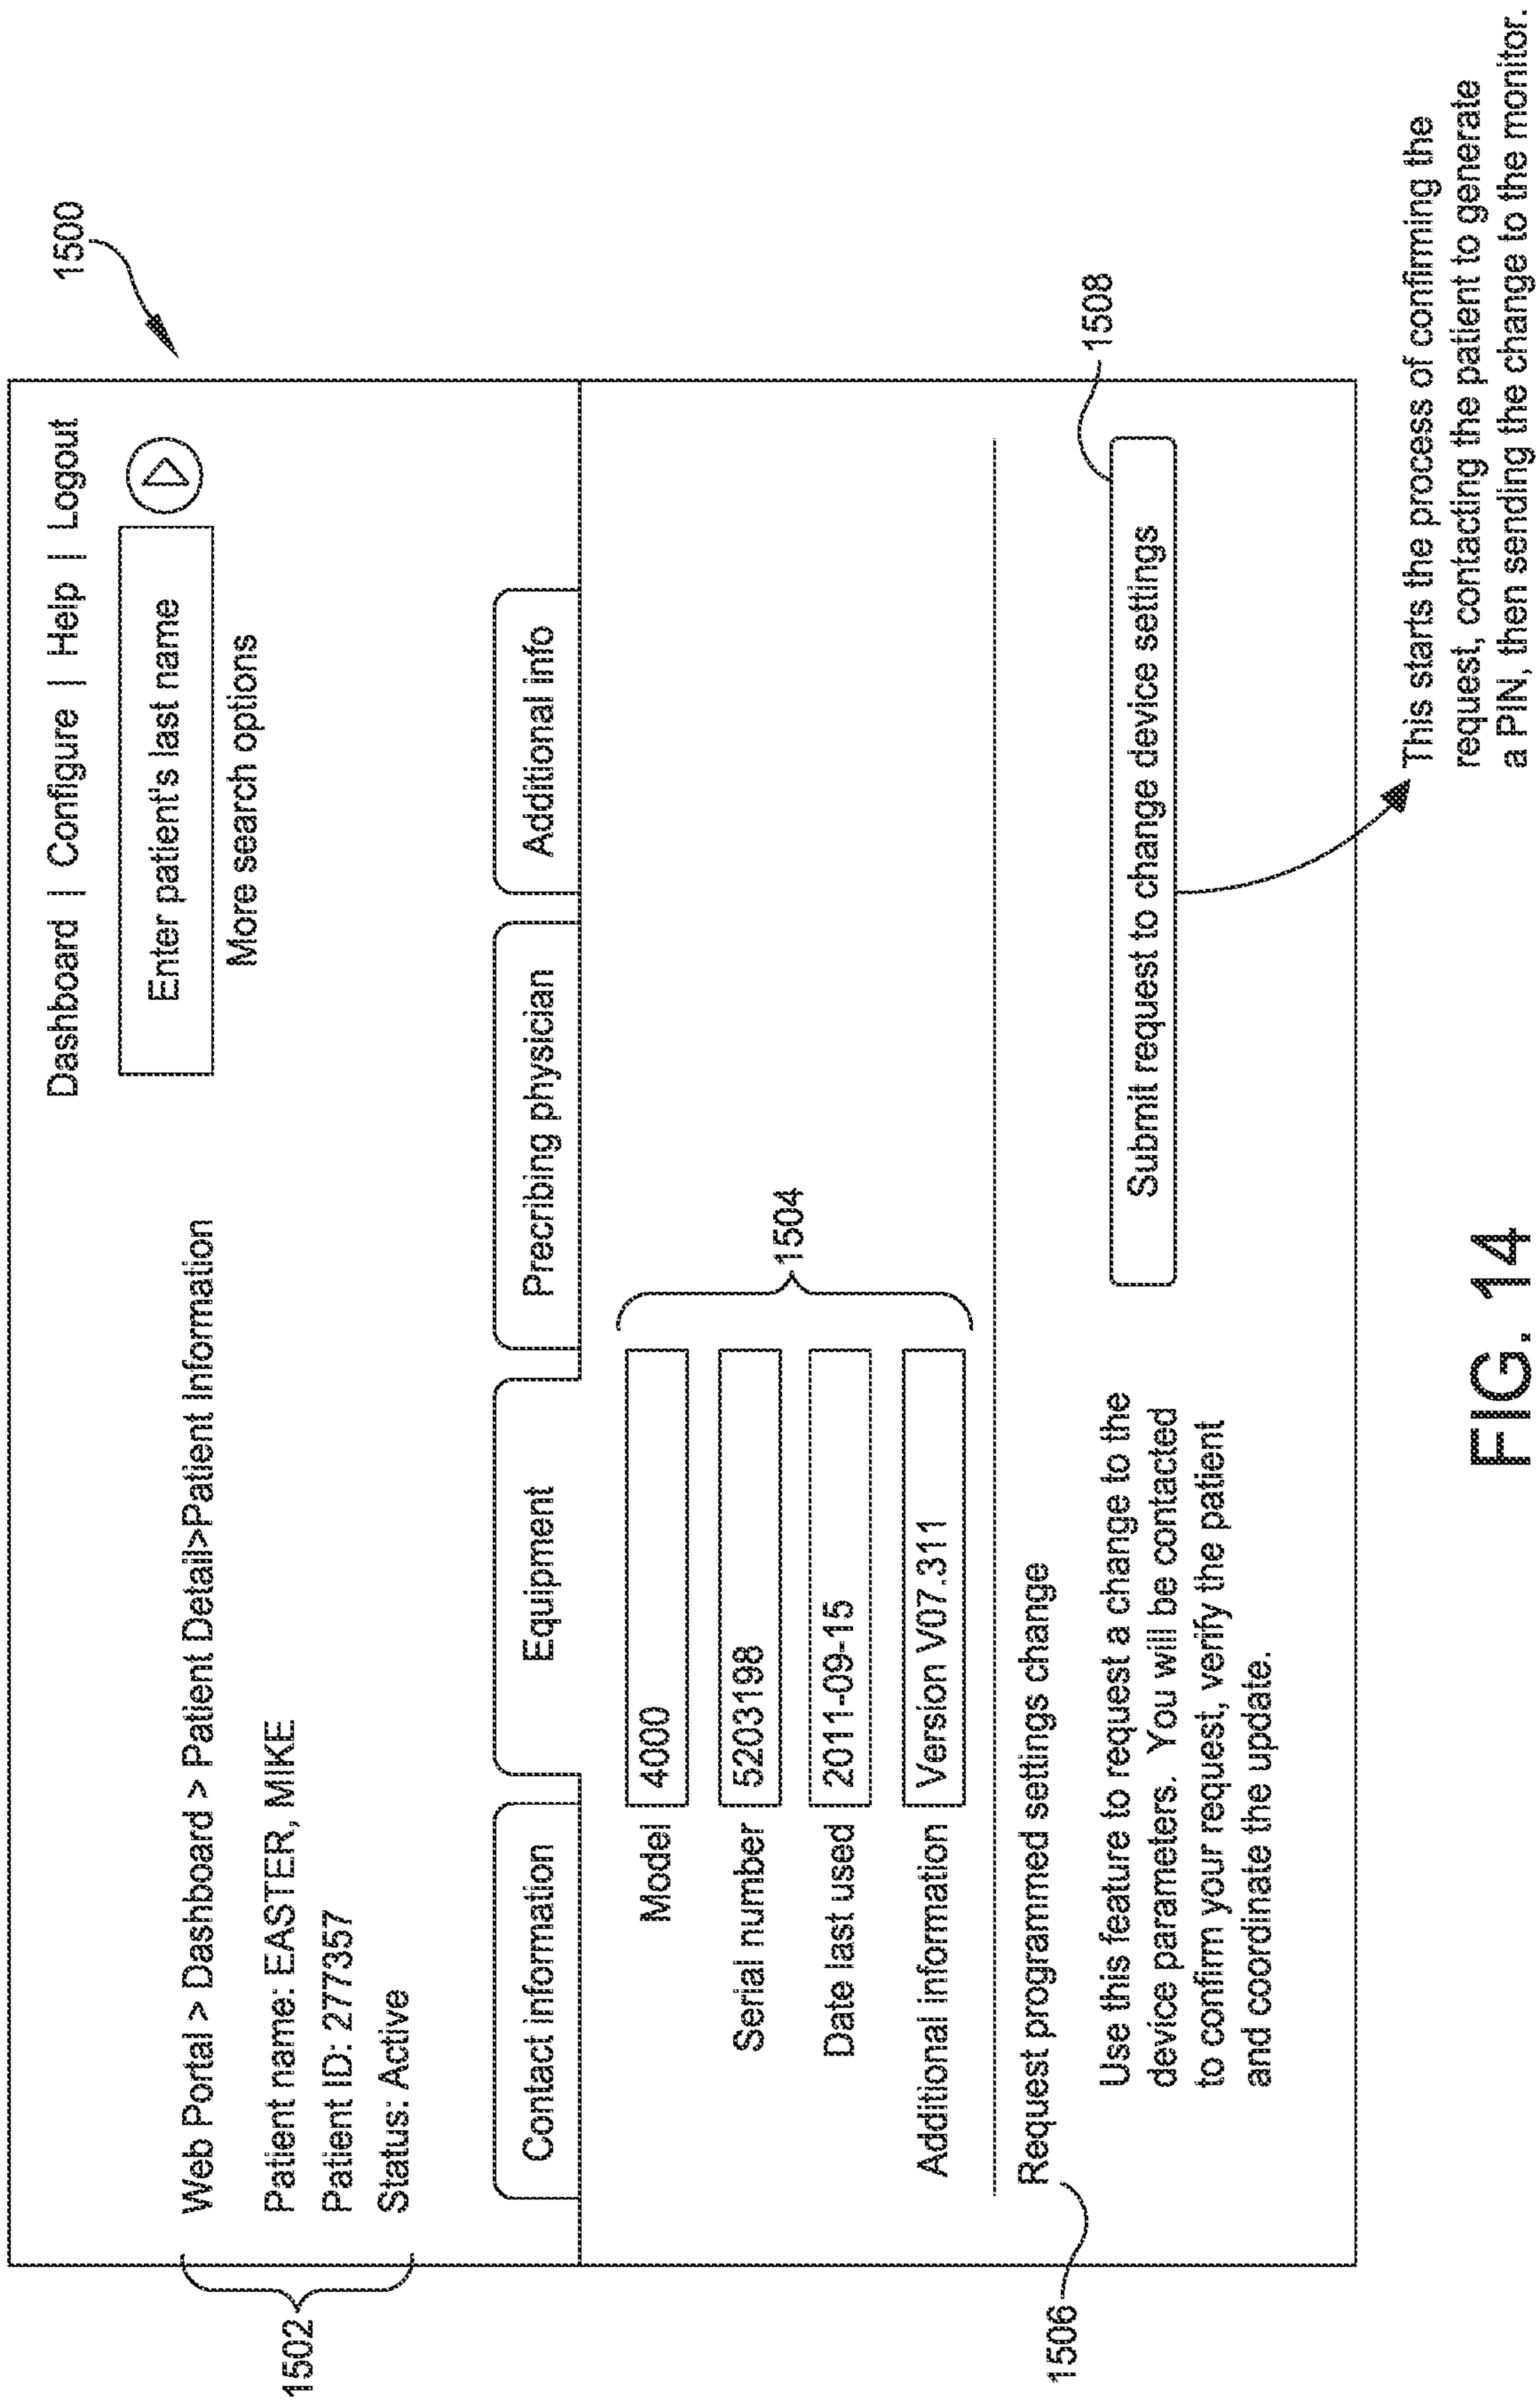 1500
Dashboard | Configure | Help | Logout
Enter patient's last name
More search options
1502
Web Portal > Dashboard > Patient Detail>Patient Information
Patient name: EASTER, MIKE
Patient ID: 277357
Status: Active
Contact information
Equipment
Precribing physician
Additional info
Model 4000
Serial number 5203198
Date last used 2011-09-15
Additional information Version V07.311
1504
1506
Request programmed settings change
Use this feature to request a change to the
device parameters. You will be contacted
to confirm your request, verify the patient
and coordinate the update.
Submit request to change device settings
1508
This starts the process of confirming the
request, contacting the patient to generate
a PIN, then sending the change to the monitor.
FIG. 14